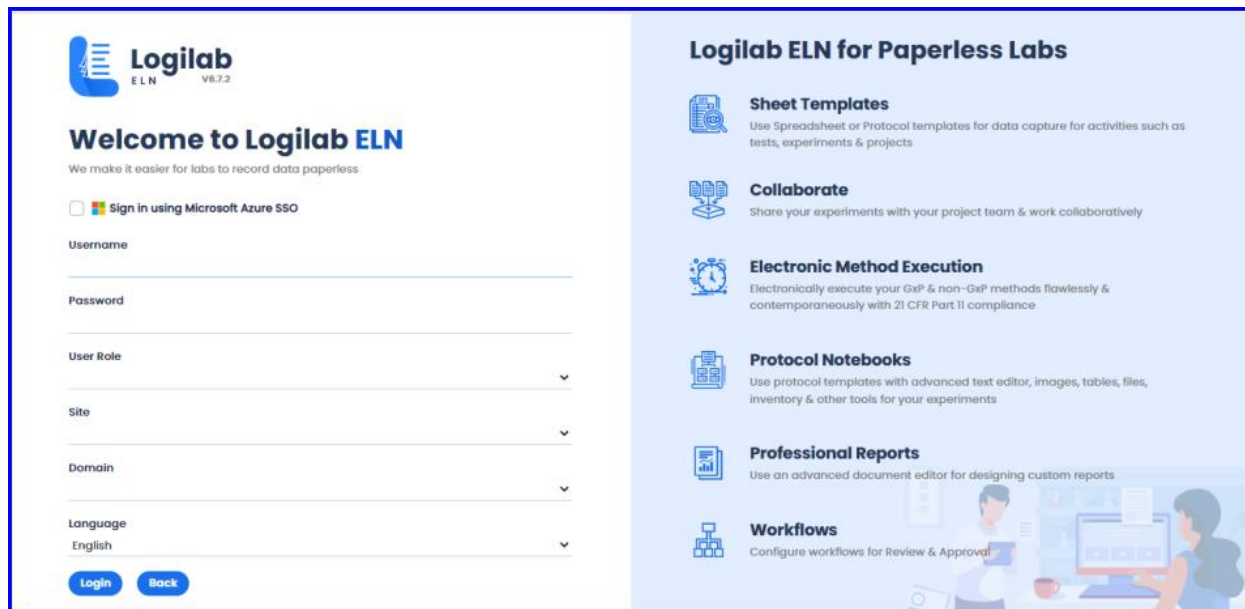 Logilab
ELN V6.7.2
Welcome to Logilab ELN
We make it easier for labs to record data paperless
Sign in using Microsoft Azure SSO
Username
Password
User Role
Site
Domain
Language
English
Login Back
Logilab ELN for Paperless Labs
Sheet Templates
Use Spreadsheet or Protocol templates for data capture for activities such as
tests, experiments & projects
Collaborate
Share your experiments with your project team & work collaboratively
Electronic Method Execution
Electronically execute your GxP & non-GxP methods flawlessly &
contemporaneously with 21 CFR Part 11 compliance
Protocol Notebooks
Use protocol templates with advanced text editor, images, tables, files,
inventory & other tools for your experiments
Professional Reports
Use an advanced document editor for designing custom reports
Workflows
Configure workflows for Review & Approval